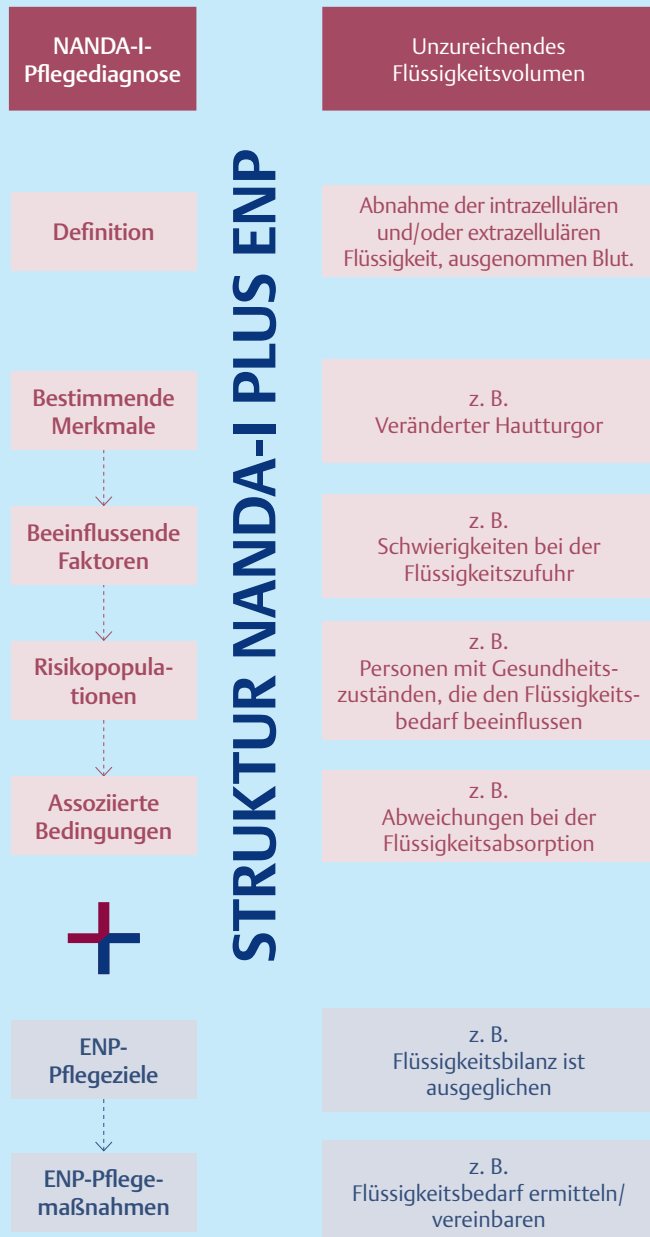 NANDA-I-
Pflegediagnose
Unzureichendes
Flüssigkeitsvolumen
STRUKTUR NANDA-I PLUS ENP
Definition
Abnahme der intrazellulären
und/oder extrazellulären
Flüssigkeit, ausgenommen Blut.
Bestimmende
Merkmale
z. B.
Veränderter Hautturgor
Beeinflussende
Faktoren
z. B.
Schwierigkeiten bei der
Flüssigkeitszufuhr
Risikopopula-
tionen
z. B.
Personen mit Gesundheits-
zuständen, die den Flüssigkeits-
bedarf beeinflussen
Assoziierte
Bedingungen
z. B.
Abweichungen bei der
Flüssigkeitsabsorption
ENP-
Pflegeziele
z. B.
Flüssigkeitsbilanz ist
ausgeglichen
ENP-Pflege-
maßnahmen
z. B.
Flüssigkeitsbedarf ermitteln/
vereinbaren